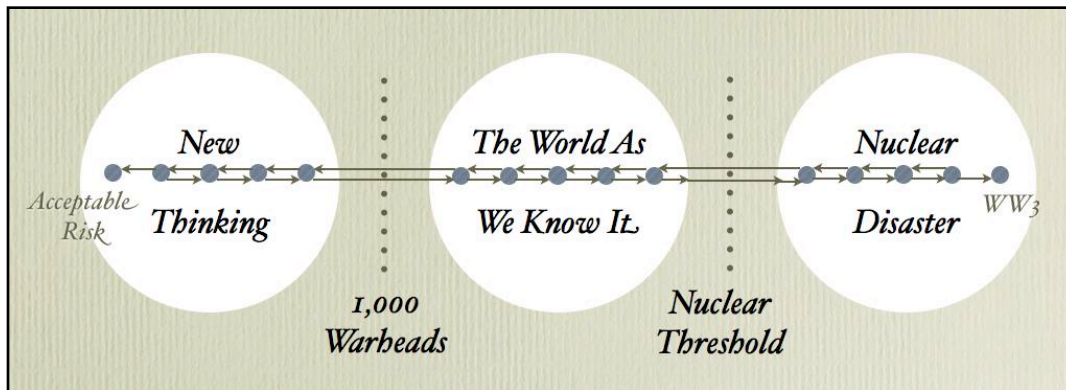 New
Thinking
Acceptable
Risk
1,000
Warheads
The World As
We Know It
Nuclear
Threshold
Nuclear
Disaster
WW3